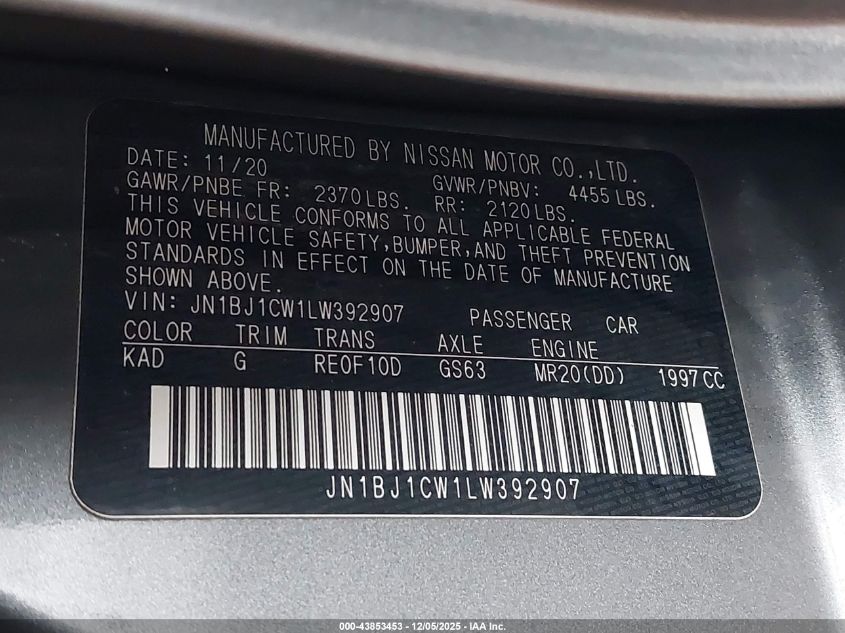 MANUFACTURED BY NISSAN MOTOR CO.,LTD.
DATE: 11/20
GAWR/PNBE FR: 2370LBS. GVWR/PNBV: 4455LBS.
RR: 2120LBS.
THIS VEHICLE CONFORMS TO ALL APPLICABLE FEDERAL
MOTOR VEHICLE SAFETY,BUMPER,AND THEFT PREVENTION
STANDARDS IN EFFECT ON THE DATE OF MANUFACTURE
SHOWN ABOVE.
VIN: JN1BJ1CW1LW392907 PASSENGER CAR
COLOR TRIM TRANS AXLE ENGINE
KAD G RE0F10D GS63 MR20(DD) 1997CC
JN1BJ1CW1LW392907
000-43853453 - 12/05/2025 - IAA Inc.